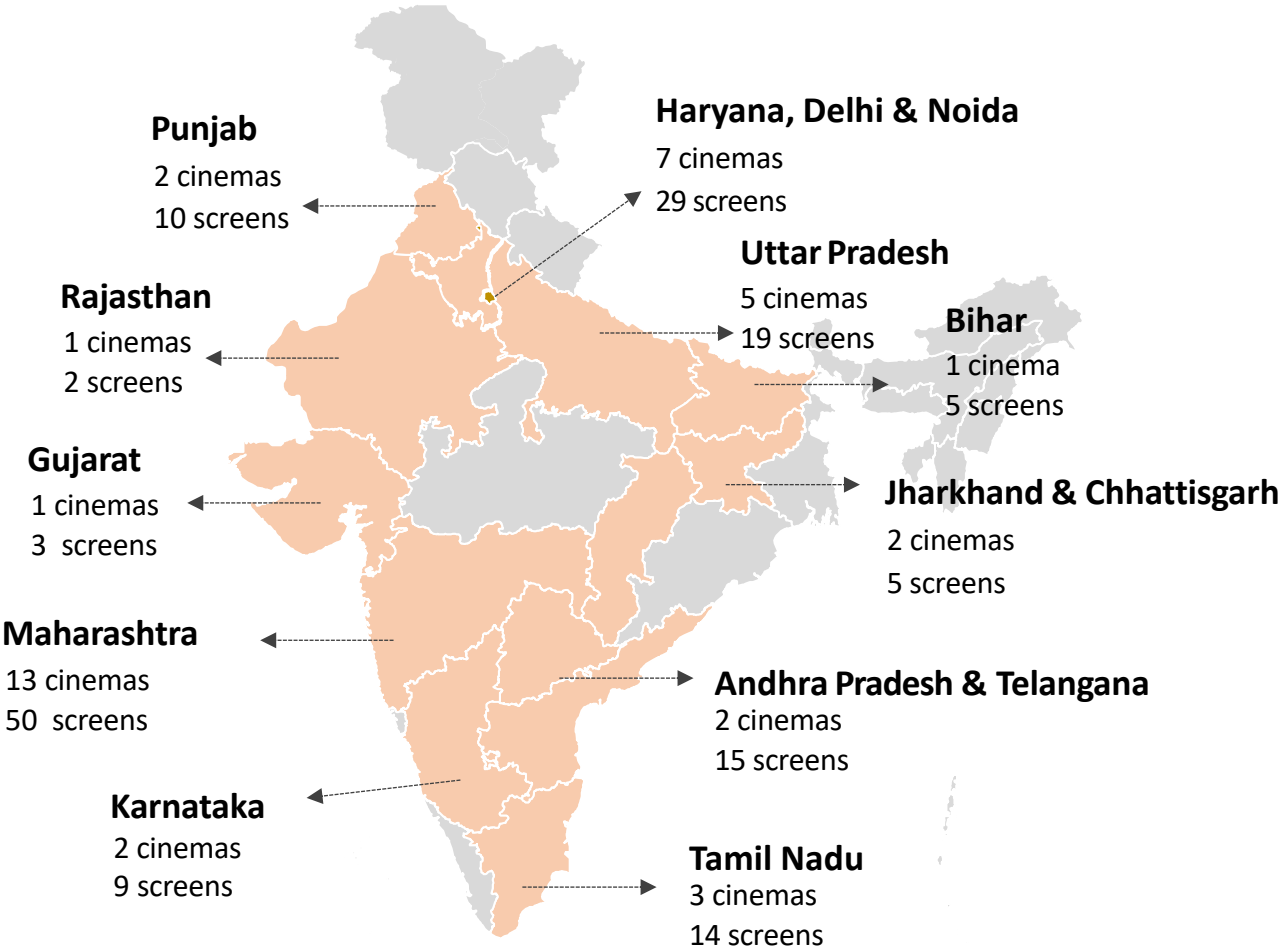 Punjab
2 cinemas
10 screens
Haryana, Delhi & Noida
7 cinemas
29 screens
Uttar Pradesh
5 cinemas
19 screens
Rajasthan
1 cinemas
2 screens
Bihar
1 cinema
5 screens
Gujarat
1 cinemas
3 screens
Jharkhand & Chhattisgarh
2 cinemas
5 screens
Maharashtra
13 cinemas
50 screens
Andhra Pradesh & Telangana
2 cinemas
15 screens
Karnataka
2 cinemas
9 screens
Tamil Nadu
3 cinemas
14 screens